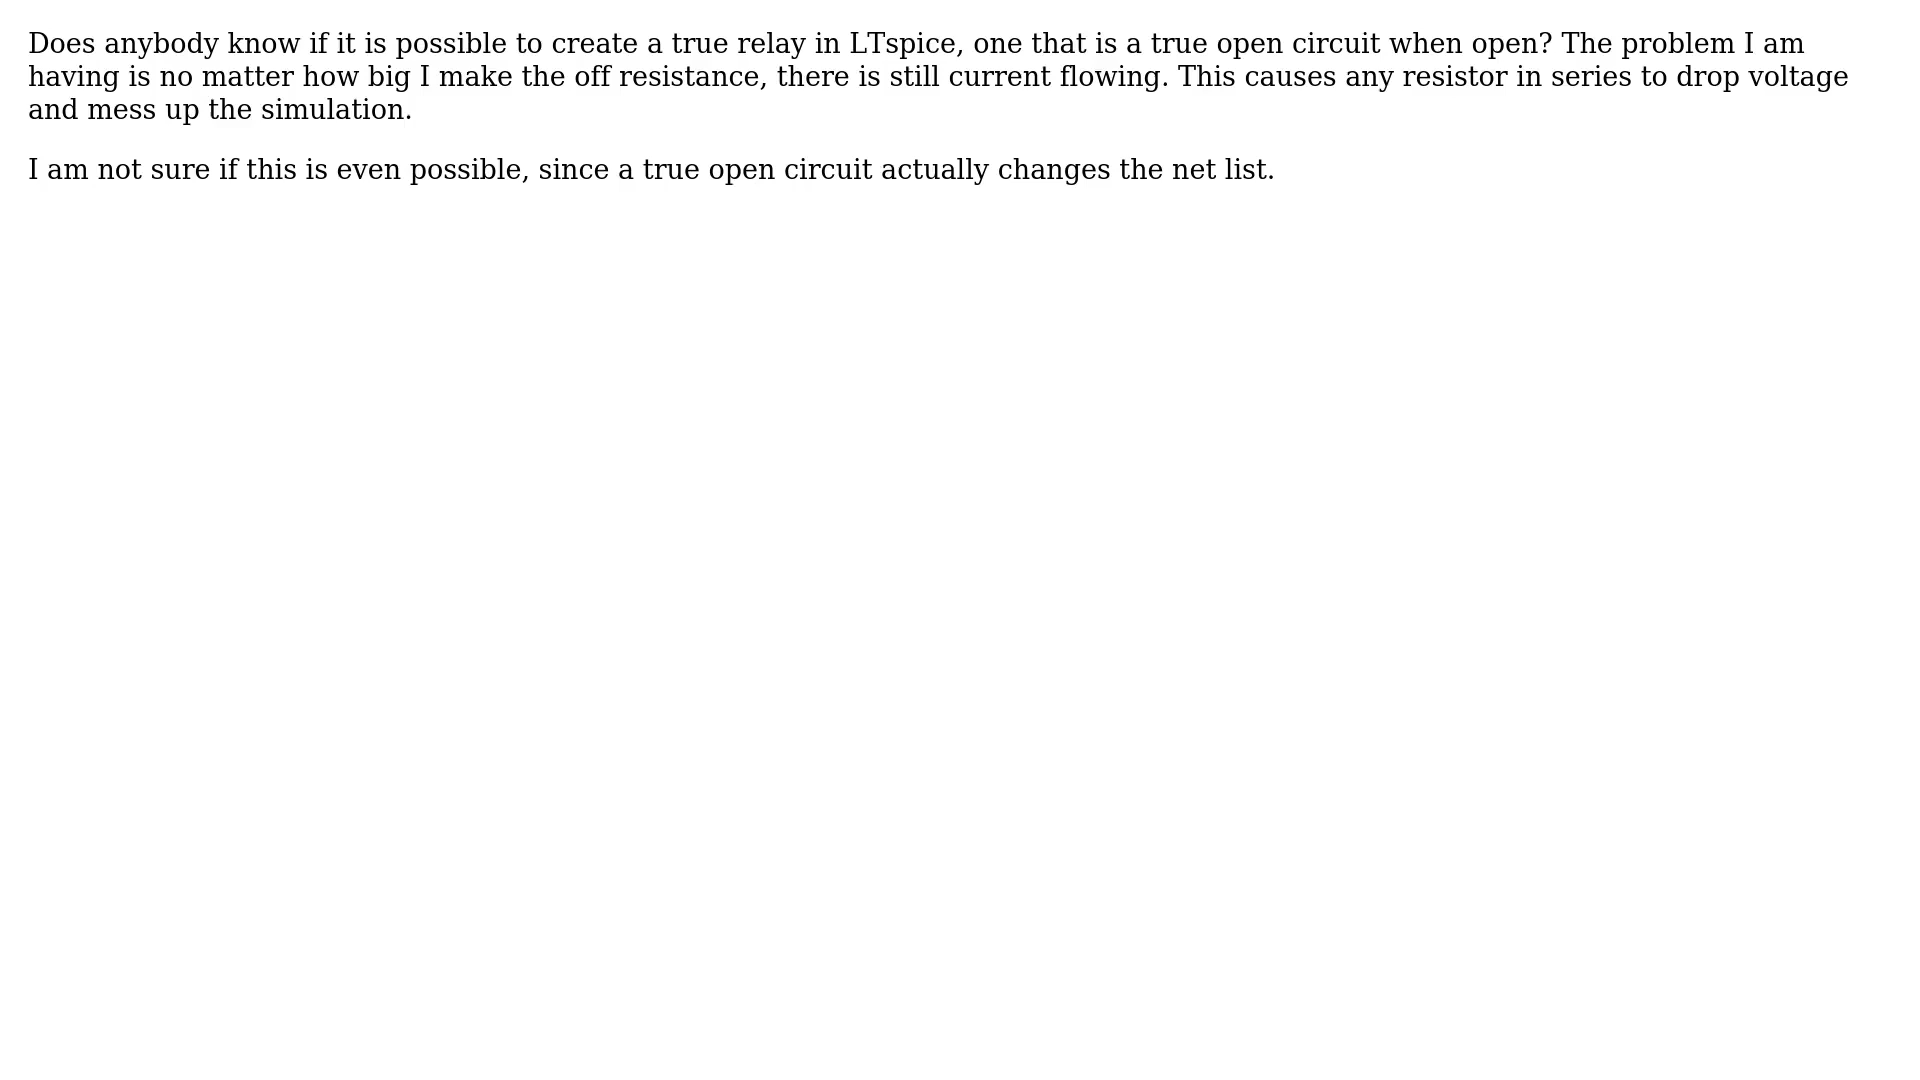 Does anybody know if it is possible to create a true relay in LTspice, one that is a true open circuit when open? The problem I am
having is no matter how big I make the off resistance, there is still current flowing. This causes any resistor in series to drop voltage
and mess up the simulation.
I am not sure if this is even possible, since a true open circuit actually changes the net list.